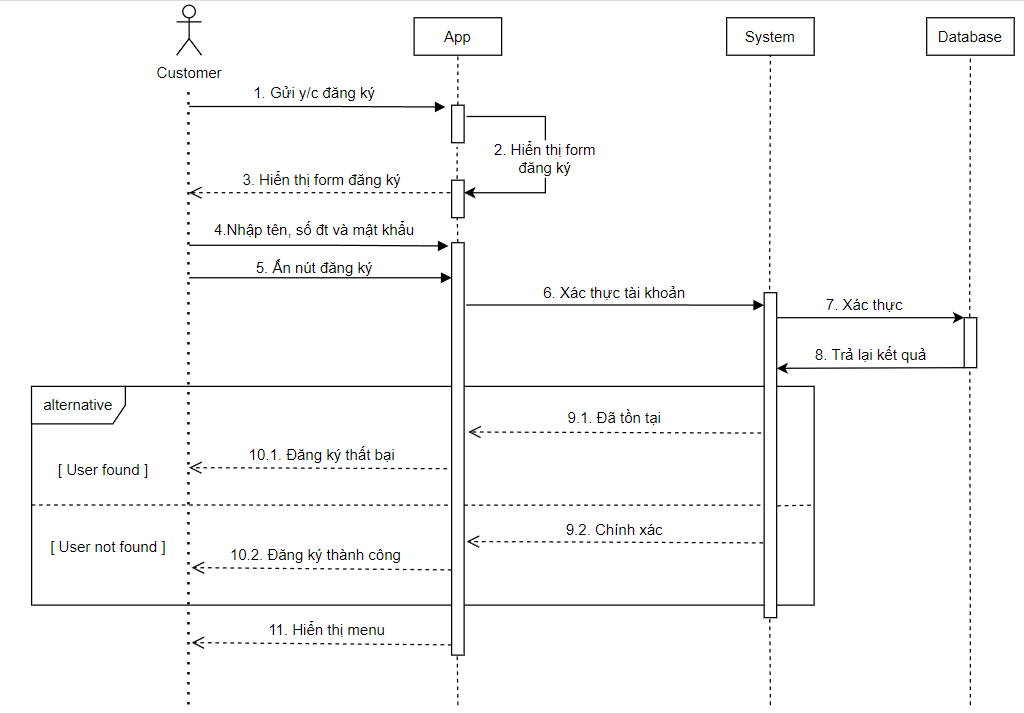 App
System
Database
Customer
1. Gửi y/c đăng ký
2. Hiển thị form
đăng ký
3. Hiển thị form đăng ký
4.Nhập tên, số đt và mật khẩu
5. Ấn nút đăng ký
6. Xác thực tài khoản
7. Xác thực
8. Trả lại kết quả
alternative
9.1. Đã tồn tại
10.1. Đăng ký thất bại
[ User found ]
9.2. Chính xác
[ User not found ]
10.2. Đăng ký thành công
11. Hiển thị menu